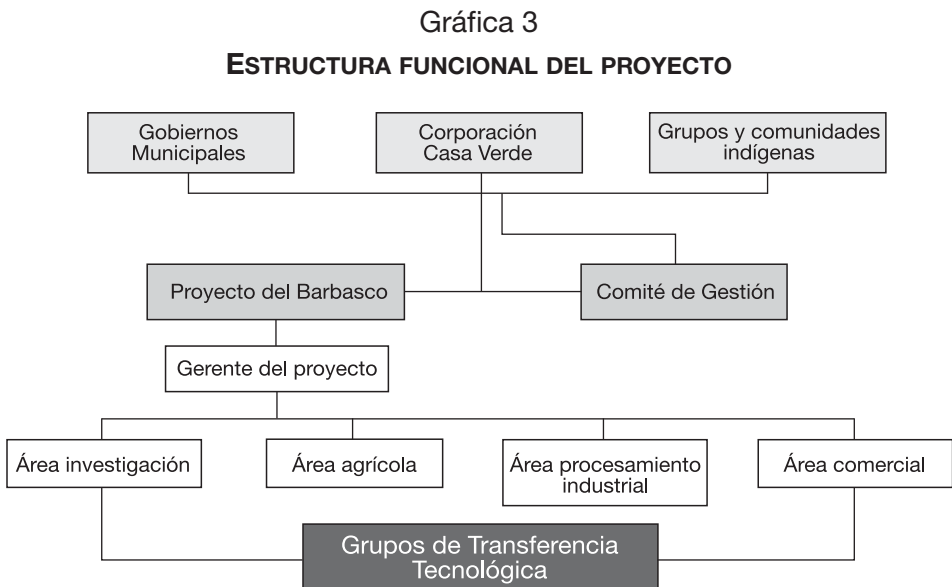 Gráfica 3
ESTRUCTURA FUNCIONAL DEL PROYECTO
Gobiernos
Municipales
Corporación
Casa Verde
Grupos y comunidades
indígenas
Proyecto del Barbasco
Comité de Gestión
Gerente del proyecto
Área investigación
Área agrícola
Área procesamiento
industrial
Área comercial
Grupos de Transferencia
Tecnológica